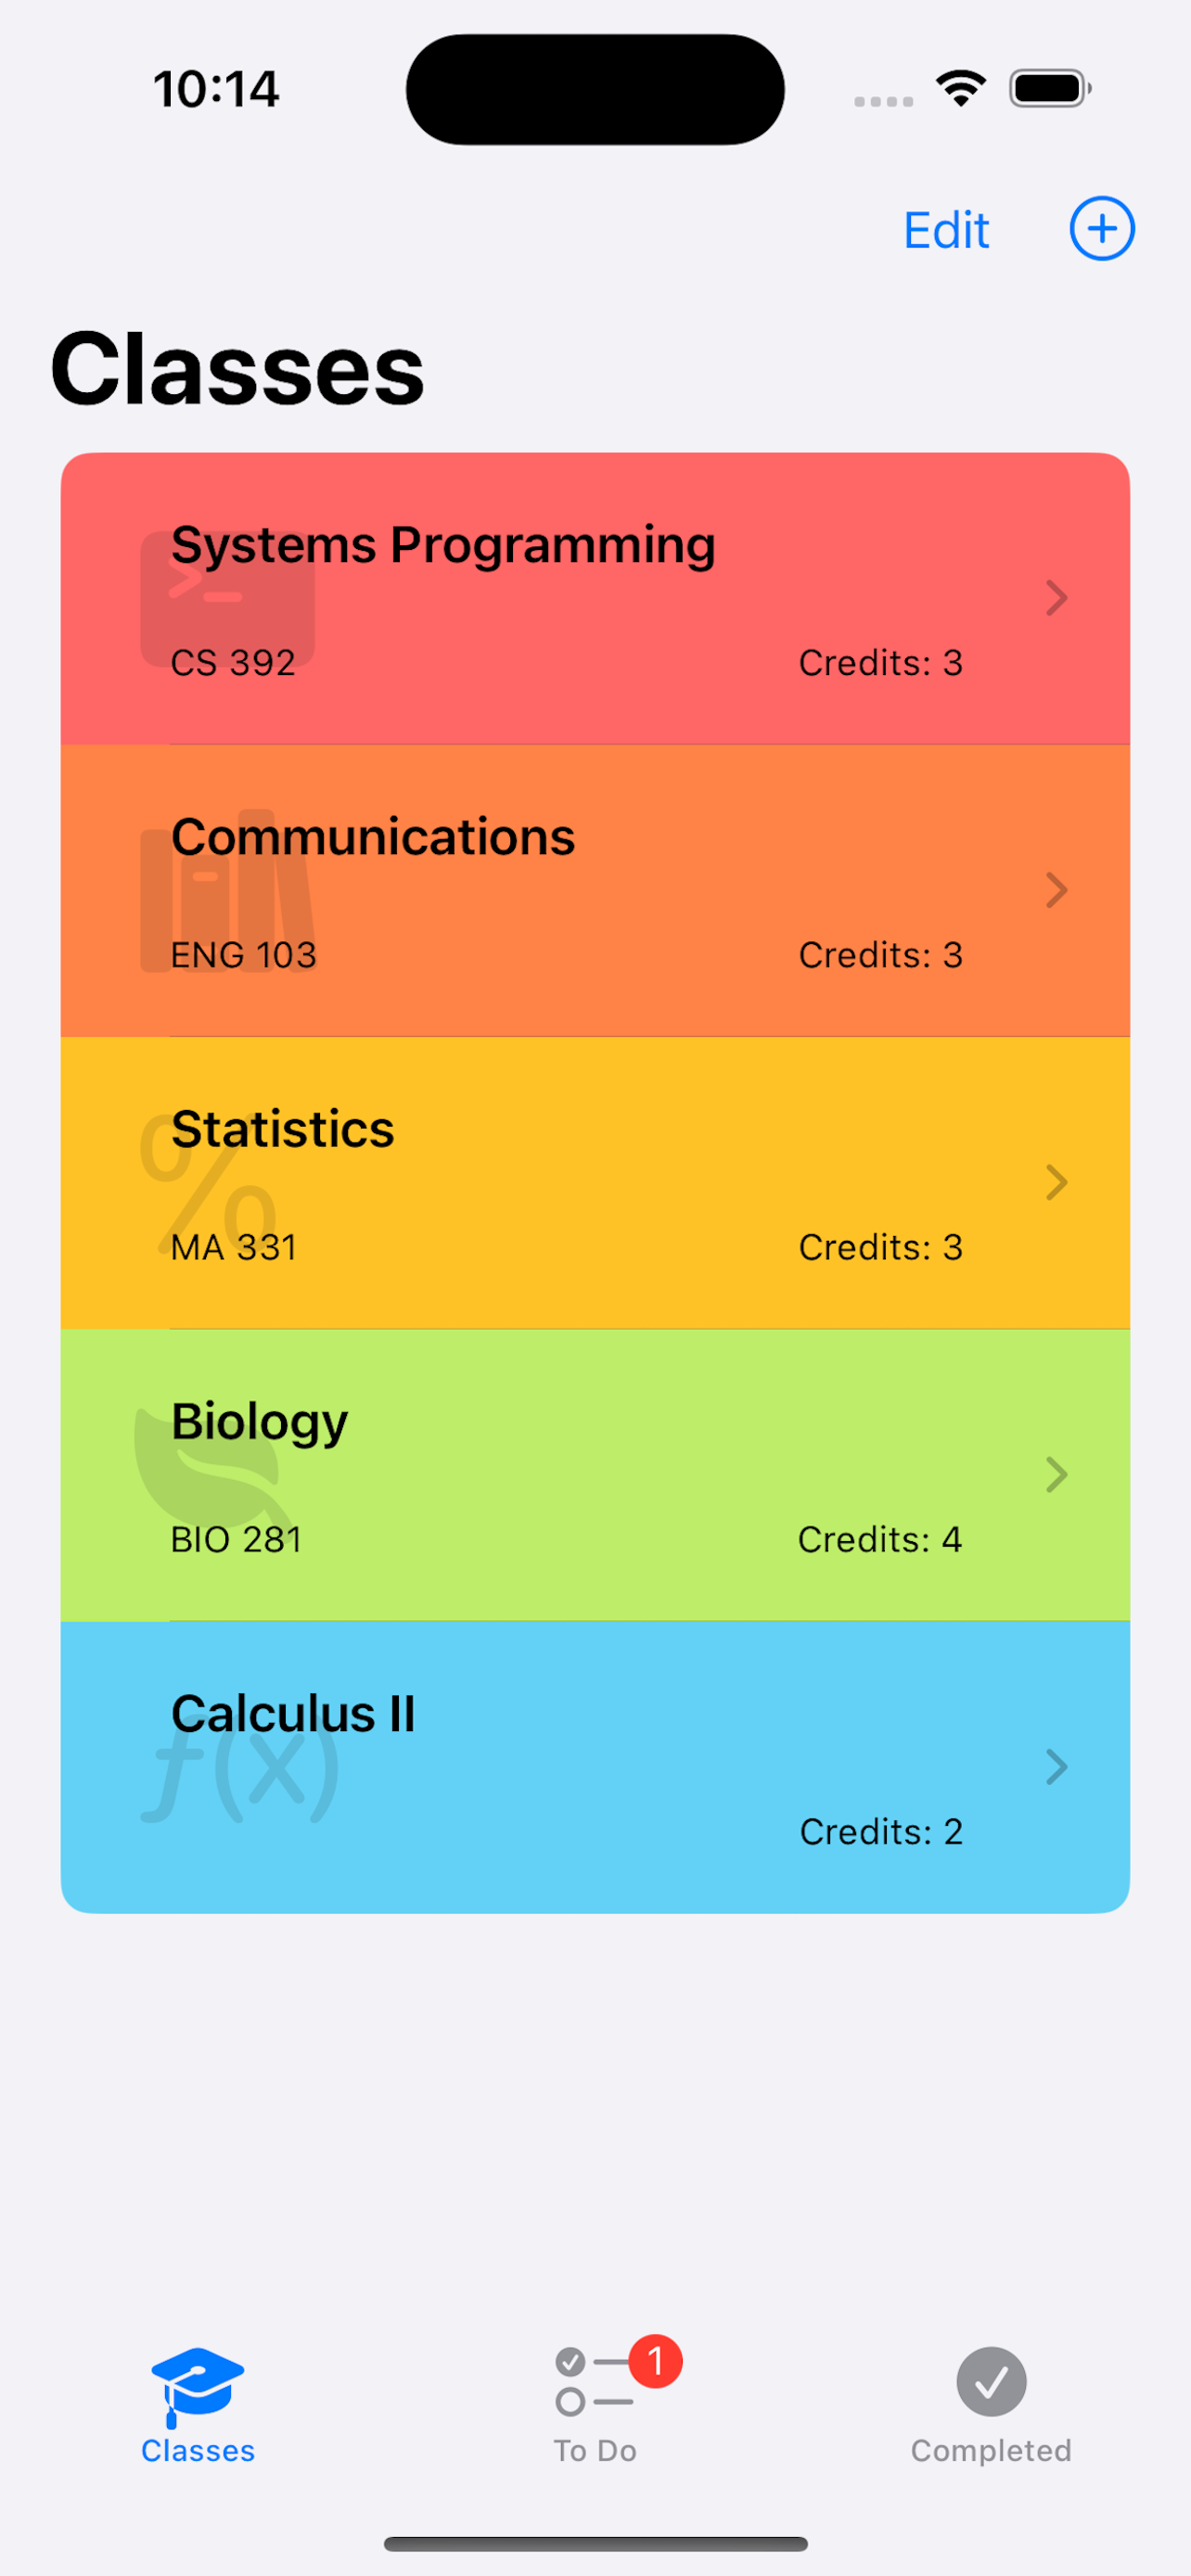 10:14
Edit
Classes
Systems Programming
CS 392
Credits: 3
Communications
ENG 103
Credits: 3
Statistics
MA 331
Credits: 3
Biology
BIO 281
Credits: 4
Calculus II
f(x)
Credits: 2
1
Classes
To Do
Completed